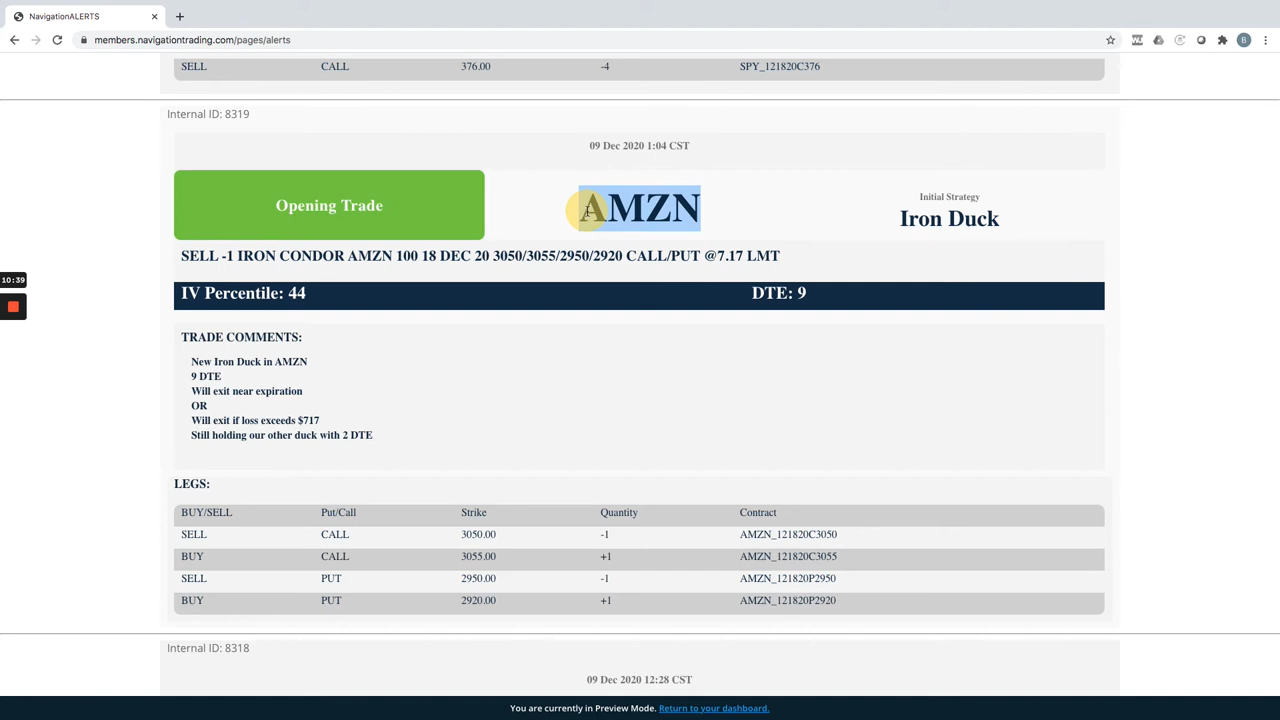 NavigationALERTS
members.navigationtrading.com/pages/alerts
SELL CALL 376.00 -4 SPY_121820C376
Internal ID: 8319
09 Dec 2020 1:04 CST
Opening Trade
AMZN
Initial Strategy
Iron Duck
SELL -1 IRON CONDOR AMZN 100 18 DEC 20 3050/3055/2950/2920 CALL/PUT @7.17 LMT
IV Percentile: 44 DTE: 9
10:39
TRADE COMMENTS:
New Iron Duck in AMZN
9 DTE
Will exit near expiration
OR
Will exit if loss exceeds $717
Still holding our other duck with 2 DTE
LEGS:
BUY/SELL Put/Call Strike Quantity Contract
SELL CALL 3050.00 -1 AMZN_121820C3050
BUY CALL 3055.00 +1 AMZN_121820C3055
SELL PUT 2950.00 -1 AMZN_121820P2950
BUY PUT 2920.00 +1 AMZN_121820P2920
Internal ID: 8318
09 Dec 2020 12:28 CST
You are currently in Preview Mode. Return to your dashboard.